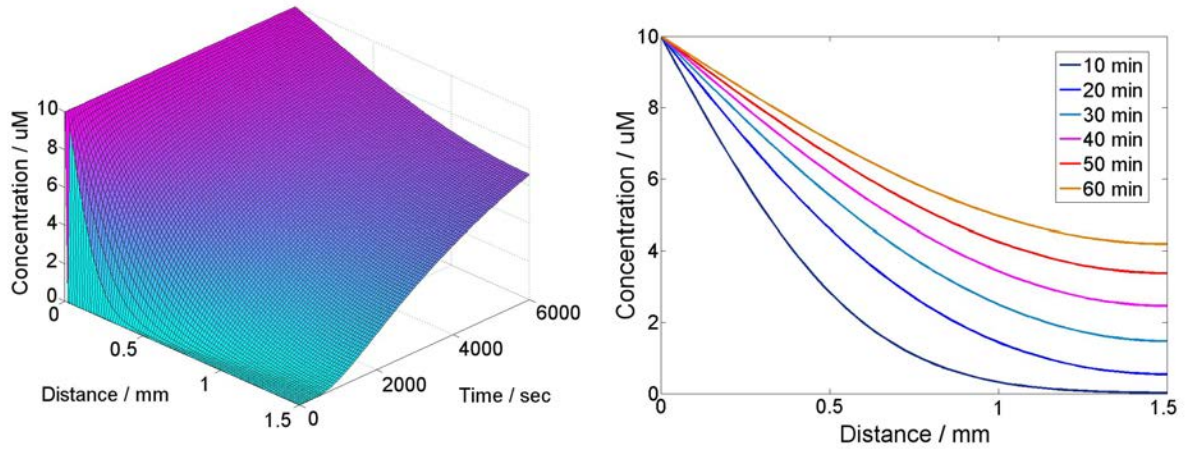 Concentration / uM
10
8
6
4
2
0
0
0.5
1
1.5
Distance / mm
0
2000
4000
6000
Time / sec
Concentration / uM
10
8
6
4
2
0
0
0.5
1
1.5
Distance / mm
10 min
20 min
30 min
40 min
50 min
60 min